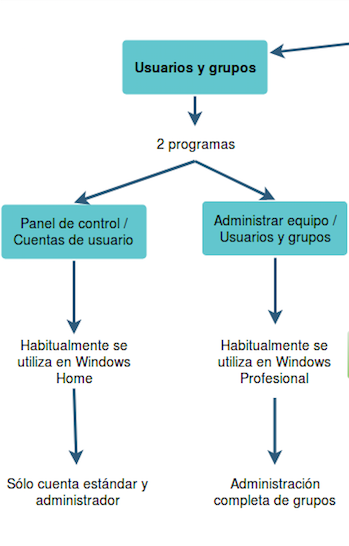 Usuarios y grupos
2 programas
Panel de control /
Cuentas de usuario
Administrar equipo /
Usuarios y grupos
Habitualmente se
utiliza en Windows
Home
Habitualmente se
utiliza en Windows
Profesional
Sólo cuenta estándar y
administrador
Administración
completa de grupos